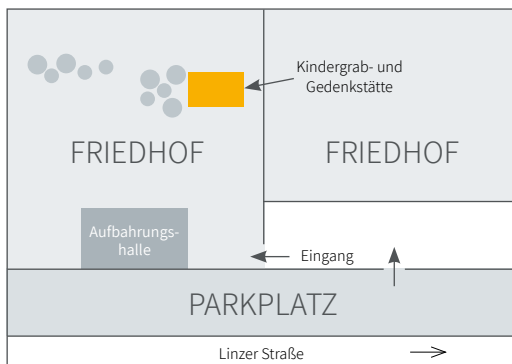 Kindergrab- und
Gedenkstätte
FRIEDHOF
FRIEDHOF
Aufbahrungs-
halle
Eingang
PARKPLATZ
Linzer Straße